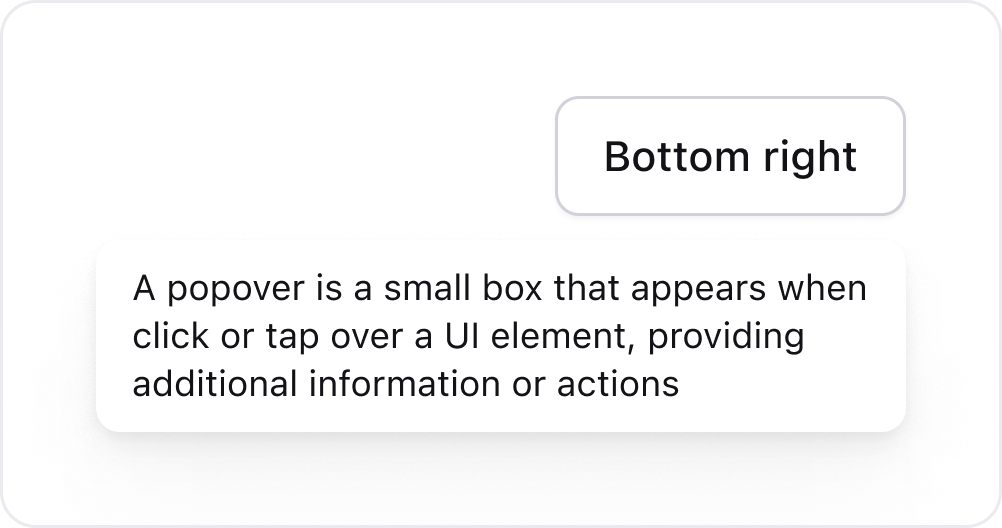 Bottom right
A popover is a small box that appears when
click or tap over a UI element, providing
additional information or actions